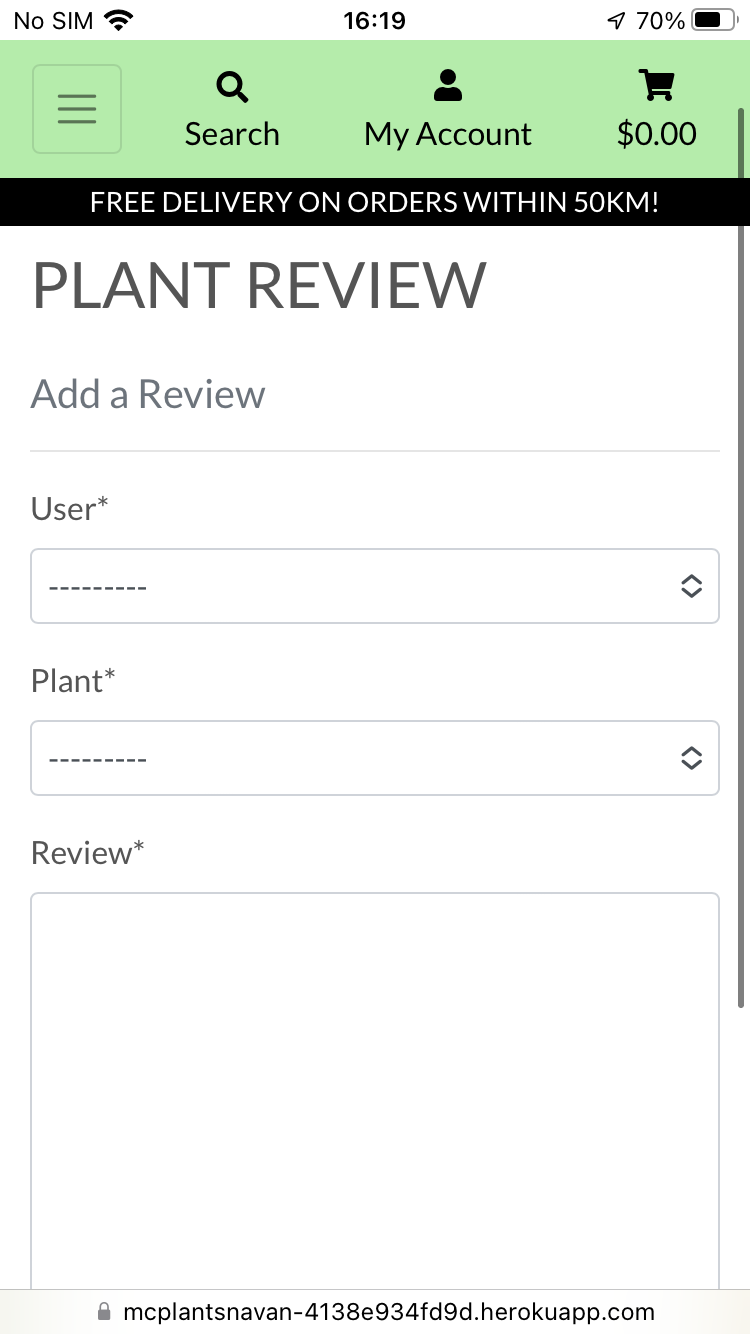 No SIM 16:19 70%
Search My Account $0.00
FREE DELIVERY ON ORDERS WITHIN 50KM!
PLANT REVIEW
Add a Review
User*
---------
Plant*
---------
Review*
mcplantsnavan-4138e934fd9d.herokuapp.com